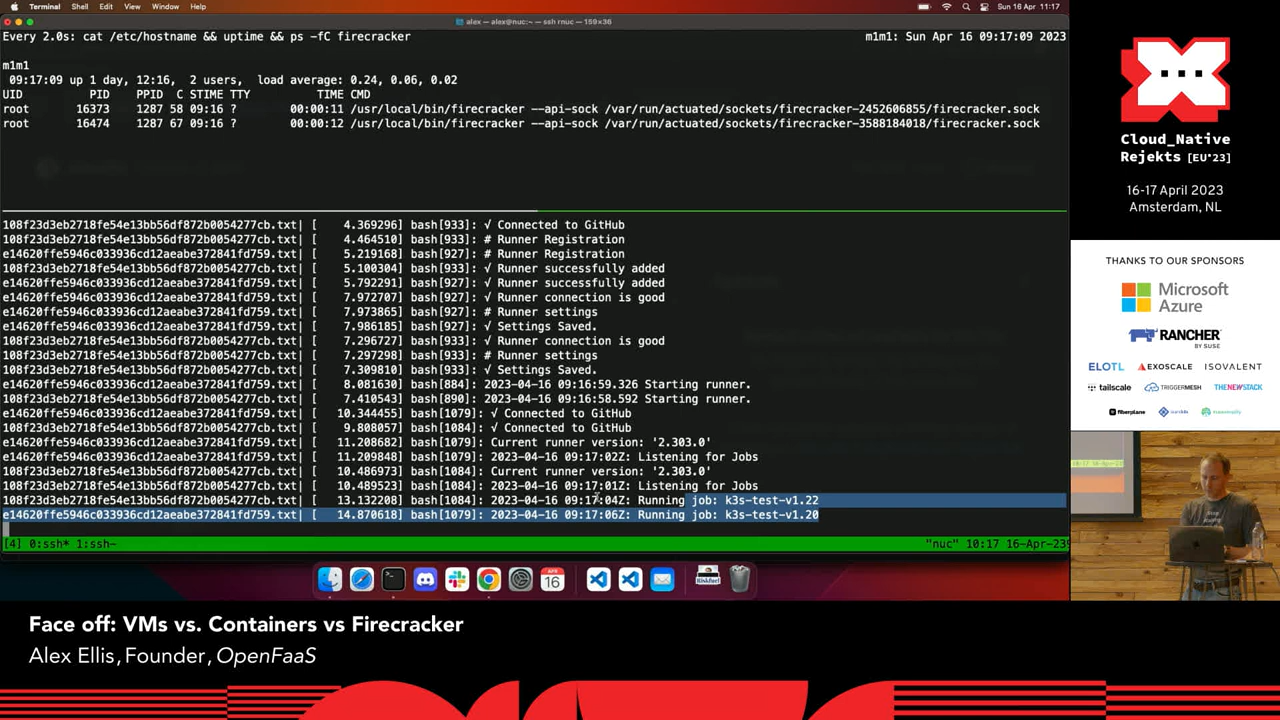 Terminal Shell Edit View Window Help
Sun 16 Apr 11:17
alex — alex@nuc:~ — ssh rnuc — 159×36
Every 2.0s: cat /etc/hostname && uptime && ps -fC firecracker
m1m1: Sun Apr 16 09:17:09 2023
m1m1
09:17:09 up 1 day, 12:16, 2 users, load average: 0.24, 0.06, 0.02
UID PID PPID C STIME TTY TIME CMD
root 16373 1287 58 09:16 ? 00:00:11 /usr/local/bin/firecracker --api-sock /var/run/actuated/sockets/firecracker-2452606855/firecracker.sock
root 16474 1287 67 09:16 ? 00:00:12 /usr/local/bin/firecracker --api-sock /var/run/actuated/sockets/firecracker-3588184018/firecracker.sock
108f23d3eb2718fe54e13bb56df872b0054277cb.txt| [ 4.369296] bash[933]: √ Connected to GitHub
108f23d3eb2718fe54e13bb56df872b0054277cb.txt| [ 4.464510] bash[933]: # Runner Registration
e14620ffe5946c033936cd12aeabe372841fd759.txt| [ 5.239168] bash[927]: # Runner Registration
108f23d3eb2718fe54e13bb56df872b0054277cb.txt| [ 5.100304] bash[933]: √ Runner successfully added
e14620ffe5946c033936cd12aeabe372841fd759.txt| [ 5.792291] bash[927]: √ Runner successfully added
e14620ffe5946c033936cd12aeabe372841fd759.txt| [ 7.972707] bash[927]: √ Runner connection is good
e14620ffe5946c033936cd12aeabe372841fd759.txt| [ 7.973865] bash[927]: # Runner settings
e14620ffe5946c033936cd12aeabe372841fd759.txt| [ 7.986185] bash[927]: √ Settings Saved.
108f23d3eb2718fe54e13bb56df872b0054277cb.txt| [ 7.296727] bash[933]: √ Runner connection is good
108f23d3eb2718fe54e13bb56df872b0054277cb.txt| [ 7.297298] bash[933]: # Runner settings
108f23d3eb2718fe54e13bb56df872b0054277cb.txt| [ 7.309981] bash[933]: √ Settings Saved.
e14620ffe5946c033936cd12aeabe372841fd759.txt| [ 8.081639] bash[927]: 2023-04-16 09:16:59.326 Starting runner.
108f23d3eb2718fe54e13bb56df872b0054277cb.txt| [ 7.410359] bash[933]: 2023-04-16 09:16:58.592 Starting runner.
e14620ffe5946c033936cd12aeabe372841fd759.txt| [ 10.344455] bash[1079]: √ Connected to GitHub
108f23d3eb2718fe54e13bb56df872b0054277cb.txt| [ 9.808957] bash[1084]: √ Connected to GitHub
e14620ffe5946c033936cd12aeabe372841fd759.txt| [ 11.208682] bash[1079]: Current runner version: '2.303.0'
e14620ffe5946c033936cd12aeabe372841fd759.txt| [ 11.209848] bash[1079]: 2023-04-16 09:17:02Z: Listening for Jobs
108f23d3eb2718fe54e13bb56df872b0054277cb.txt| [ 10.486956] bash[1084]: Current runner version: '2.303.0'
108f23d3eb2718fe54e13bb56df872b0054277cb.txt| [ 10.489523] bash[1084]: 2023-04-16 09:17:01Z: Listening for Jobs
108f23d3eb2718fe54e13bb56df872b0054277cb.txt| [ 13.132208] bash[1084]: 2023-04-16 09:17:04Z: Running job: k3s-test-v1.22
e14620ffe5946c033936cd12aeabe372841fd759.txt| [ 14.870618] bash[1079]: 2023-04-16 09:17:06Z: Running job: k3s-test-v1.20
[4] 0:ssh* 1:ssh-
"nuc" 10:17 16-Apr-23
Face off: VMs vs. Containers vs Firecracker
Alex Ellis, Founder, OpenFaaS
Cloud_Native
Rejekts [EU'23]
16-17 April 2023
Amsterdam, NL
THANKS TO OUR SPONSORS
Microsoft
Azure
RANCHER
BY SUSE
ELOTL EXOSCALE ISOVALENT
tailscale TRIGGERMESH THENEWSTACK
fiberplane